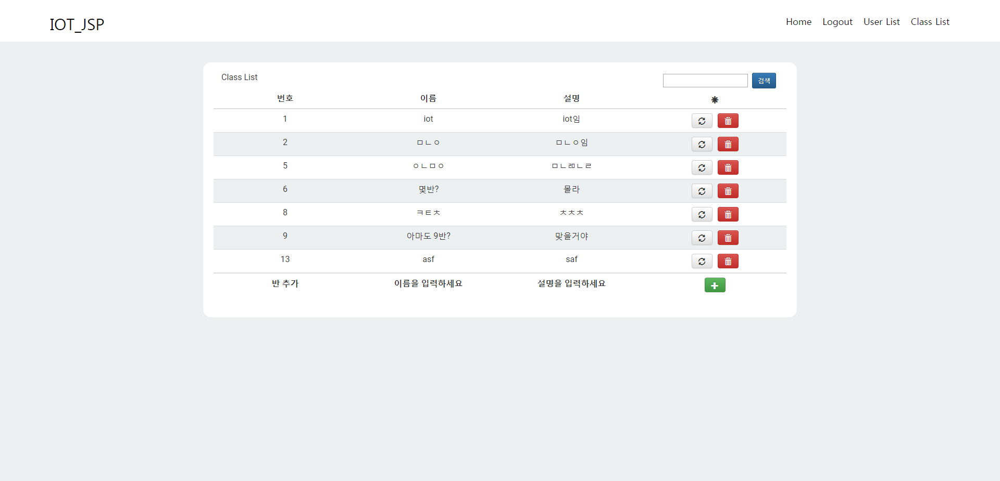 IOT_JSP
Home Logout User List Class List
Class List 검색
번호 이름 설명
1 iot iot임
2 ㅁㄴㅇ ㅁㄴㅇ임
5 ㅇㄴㅁㅇ ㅁㄴㄻㄴㄹ
6 몇반? 몰라
8 ㅋㅌㅊ ㅊㅊㅊ
9 아마도 9반? 맞을거야
13 asf saf
반 추가 이름을 입력하세요 설명을 입력하세요